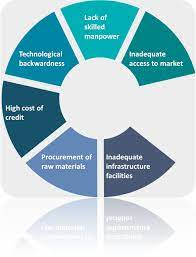 Lack of
skilled
manpower
Inadequate
access to market
Inadequate
infrastructure
facilities
Procurement of
raw materials
High cost of
credit
Technological
backwardness